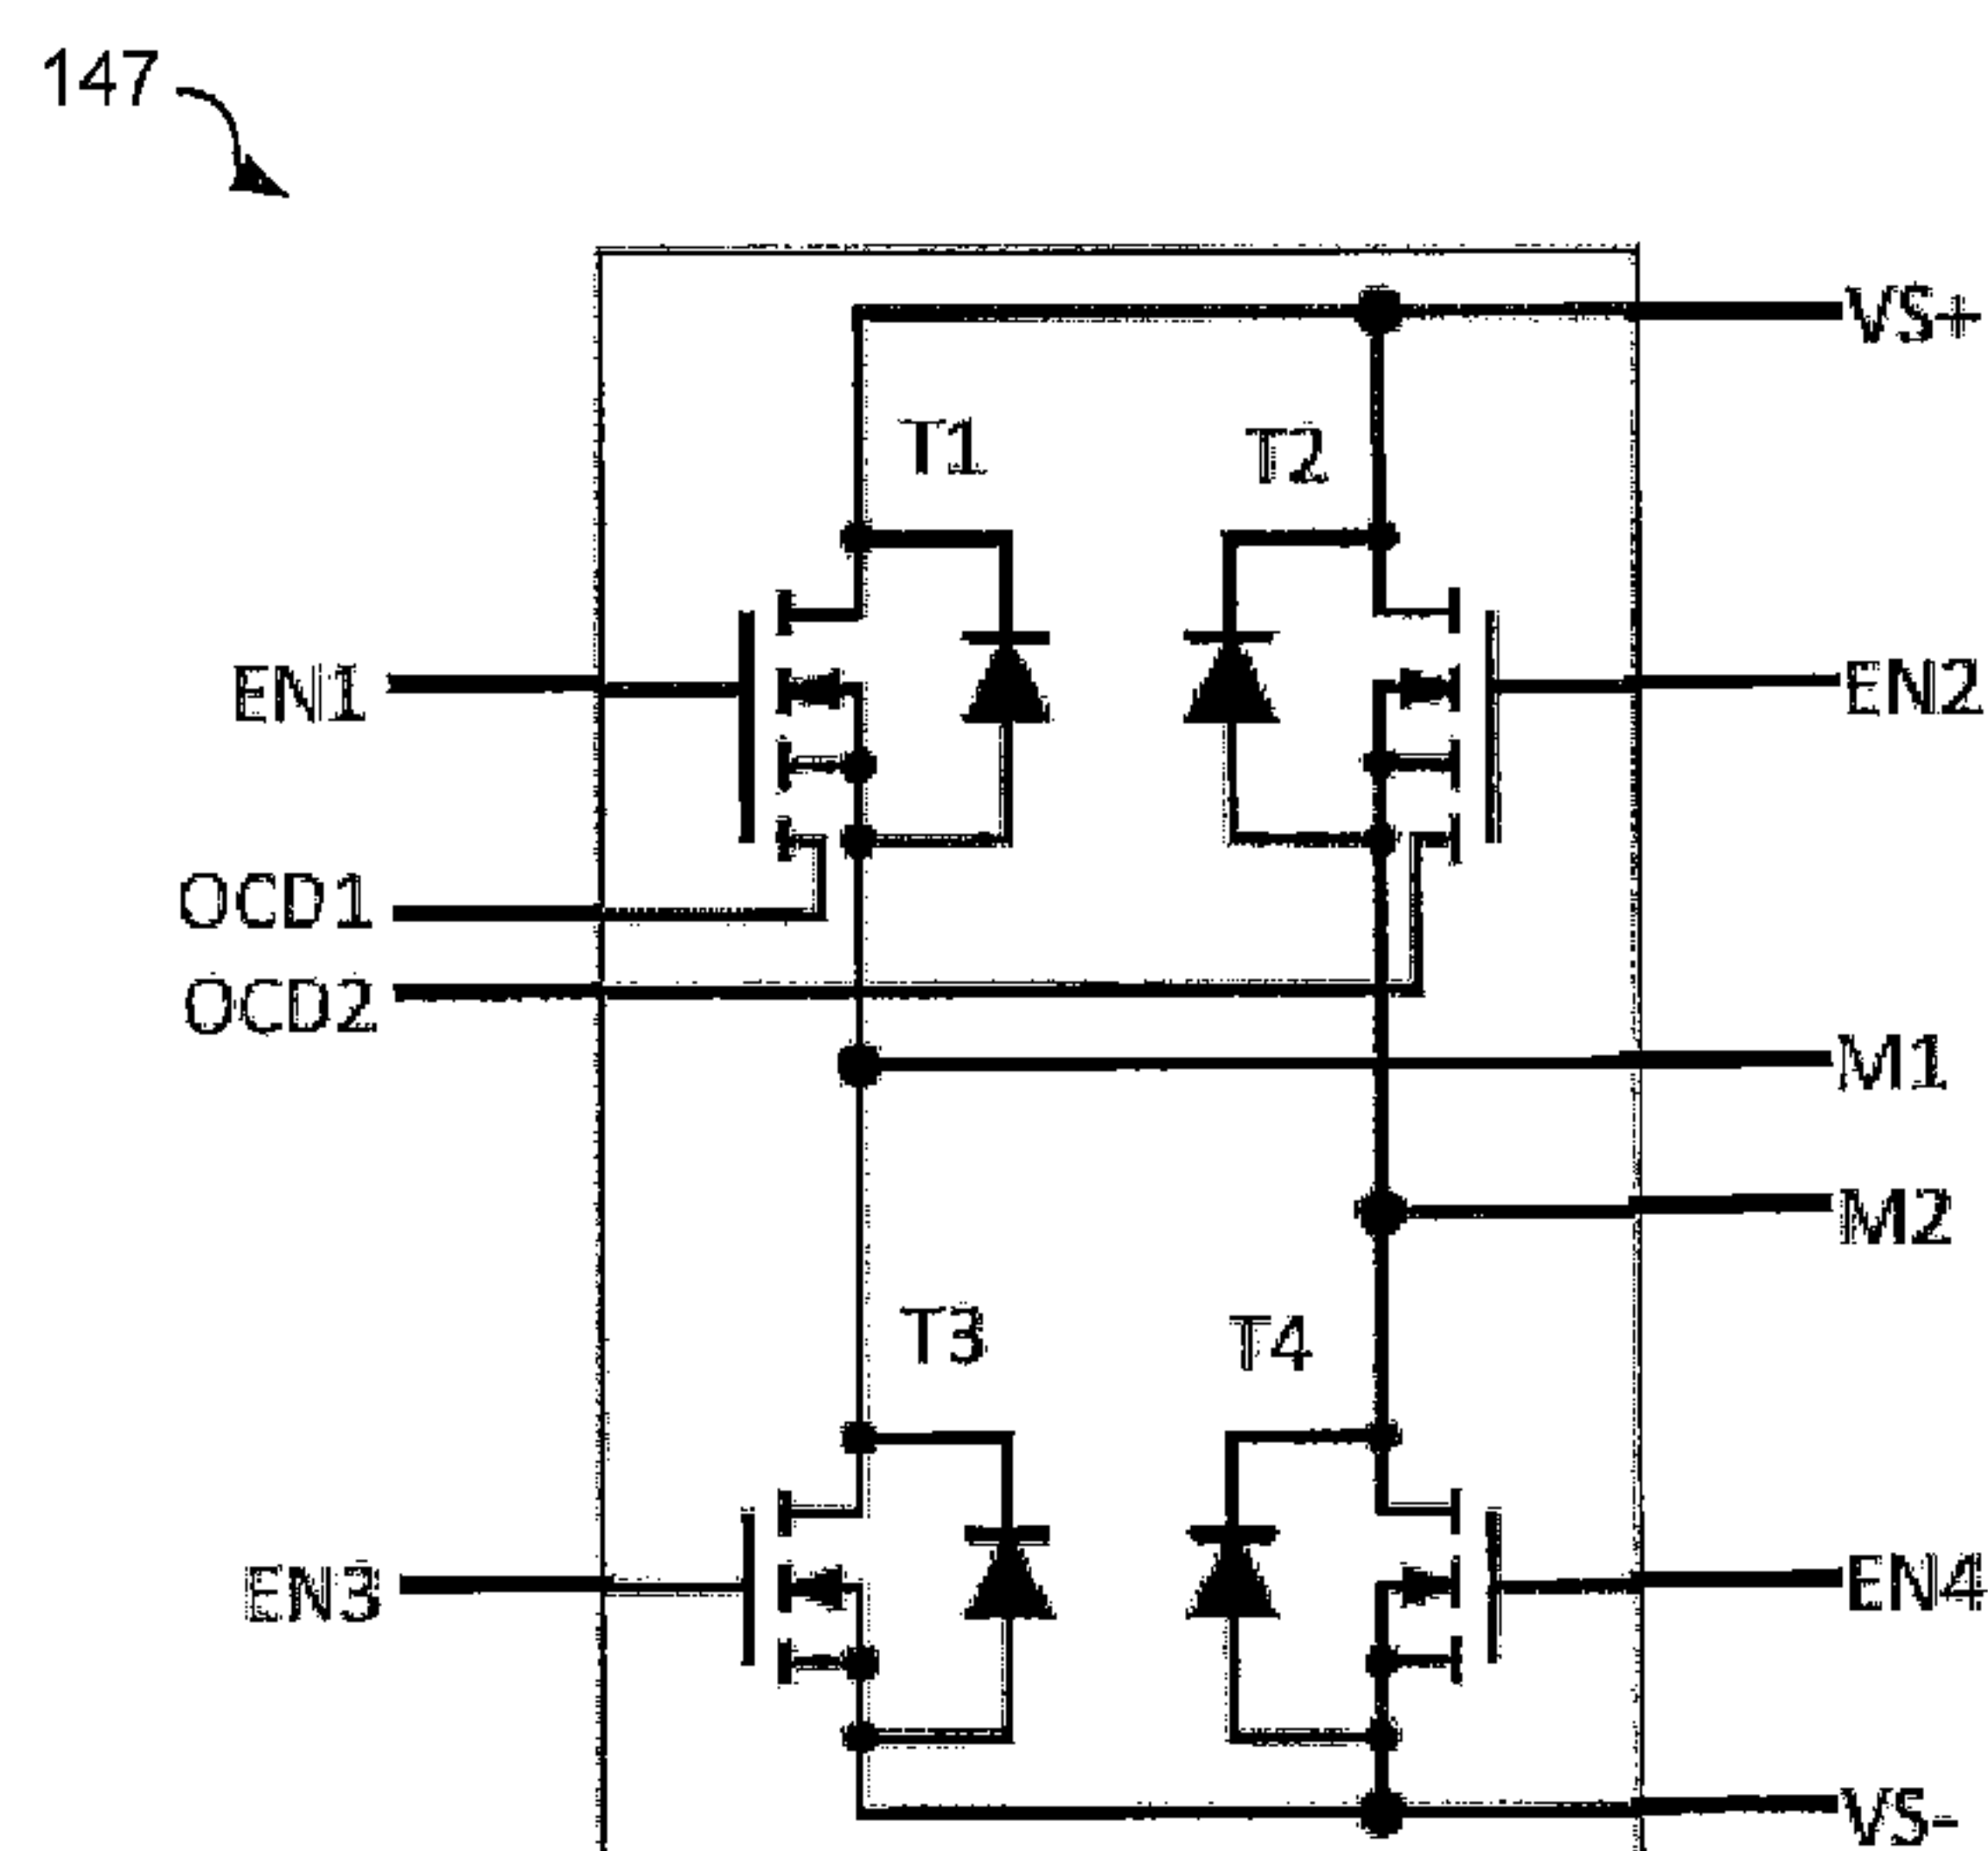 147
VS+
T1
T2
EN1
EN2
OCD1
OCD2
M1
M2
T3
T4
EN3
EN4
VS-